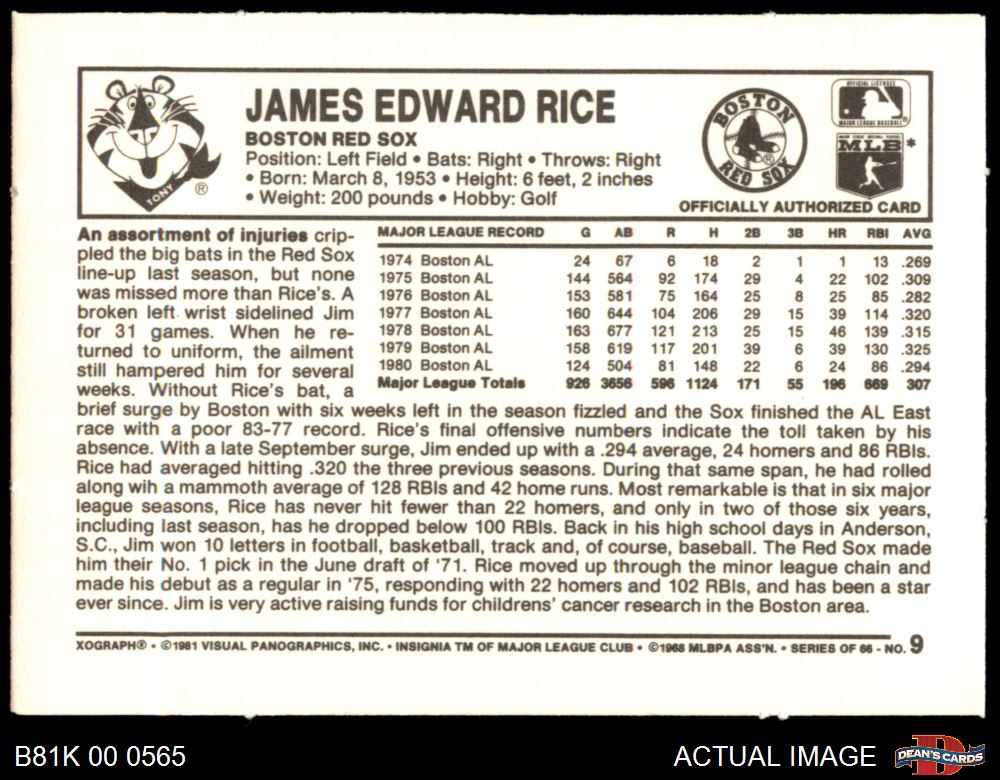 TONY ®
JAMES EDWARD RICE
BOSTON RED SOX
Position: Left Field • Bats: Right • Throws: Right
• Born: March 8, 1953 • Height: 6 feet, 2 inches
• Weight: 200 pounds • Hobby: Golf
BOSTON
RED SOX ®
OFFICIAL LICENSEE
MAJOR LEAGUE BASEBALL
MAJOR LEAGUE BASEBALL PLAYERS
MLB *
OFFICIALLY AUTHORIZED CARD
An assortment of injuries crip-
pled the big bats in the Red Sox
line-up last season, but none
was missed more than Rice's. A
broken left wrist sidelined Jim
for 31 games. When he re-
turned to uniform, the ailment
still hampered him for several
weeks. Without Rice's bat, a
MAJOR LEAGUE RECORD G AB R H 2B 3B HR RBI AVG
1974 Boston AL 24 67 6 18 2 1 1 13 .269
1975 Boston AL 144 564 92 174 29 4 22 102 .309
1976 Boston AL 153 581 75 164 25 8 25 85 .282
1977 Boston AL 160 644 104 206 29 15 39 114 .320
1978 Boston AL 163 677 121 213 25 15 46 139 .315
1979 Boston AL 158 619 117 201 39 6 39 130 .325
1980 Boston AL 124 504 81 148 22 6 24 86 .294
Major League Totals 926 3656 596 1124 171 55 196 669 307
brief surge by Boston with six weeks left in the season fizzled and the Sox finished the AL East
race with a poor 83-77 record. Rice's final offensive numbers indicate the toll taken by his
absence. With a late September surge, Jim ended up with a .294 average, 24 homers and 86 RBIs.
Rice had averaged hitting .320 the three previous seasons. During that same span, he had rolled
along wih a mammoth average of 128 RBIs and 42 home runs. Most remarkable is that in six major
league seasons, Rice has never hit fewer than 22 homers, and only in two of those six years,
including last season, has he dropped below 100 RBIs. Back in his high school days in Anderson,
S.C., Jim won 10 letters in football, basketball, track and, of course, baseball. The Red Sox made
him their No. 1 pick in the June draft of '71. Rice moved up through the minor league chain and
made his debut as a regular in '75, responding with 22 homers and 102 RBIs, and has been a star
ever since. Jim is very active raising funds for childrens' cancer research in the Boston area.
XOGRAPH® • ©1981 VISUAL PANOGRAPHICS, INC. • INSIGNIA TM OF MAJOR LEAGUE CLUB • ©1968 MLBPA ASS'N. • SERIES OF 66 - NO. 9
B81K 00 0565
ACTUAL IMAGE
DEAN'S CARDS